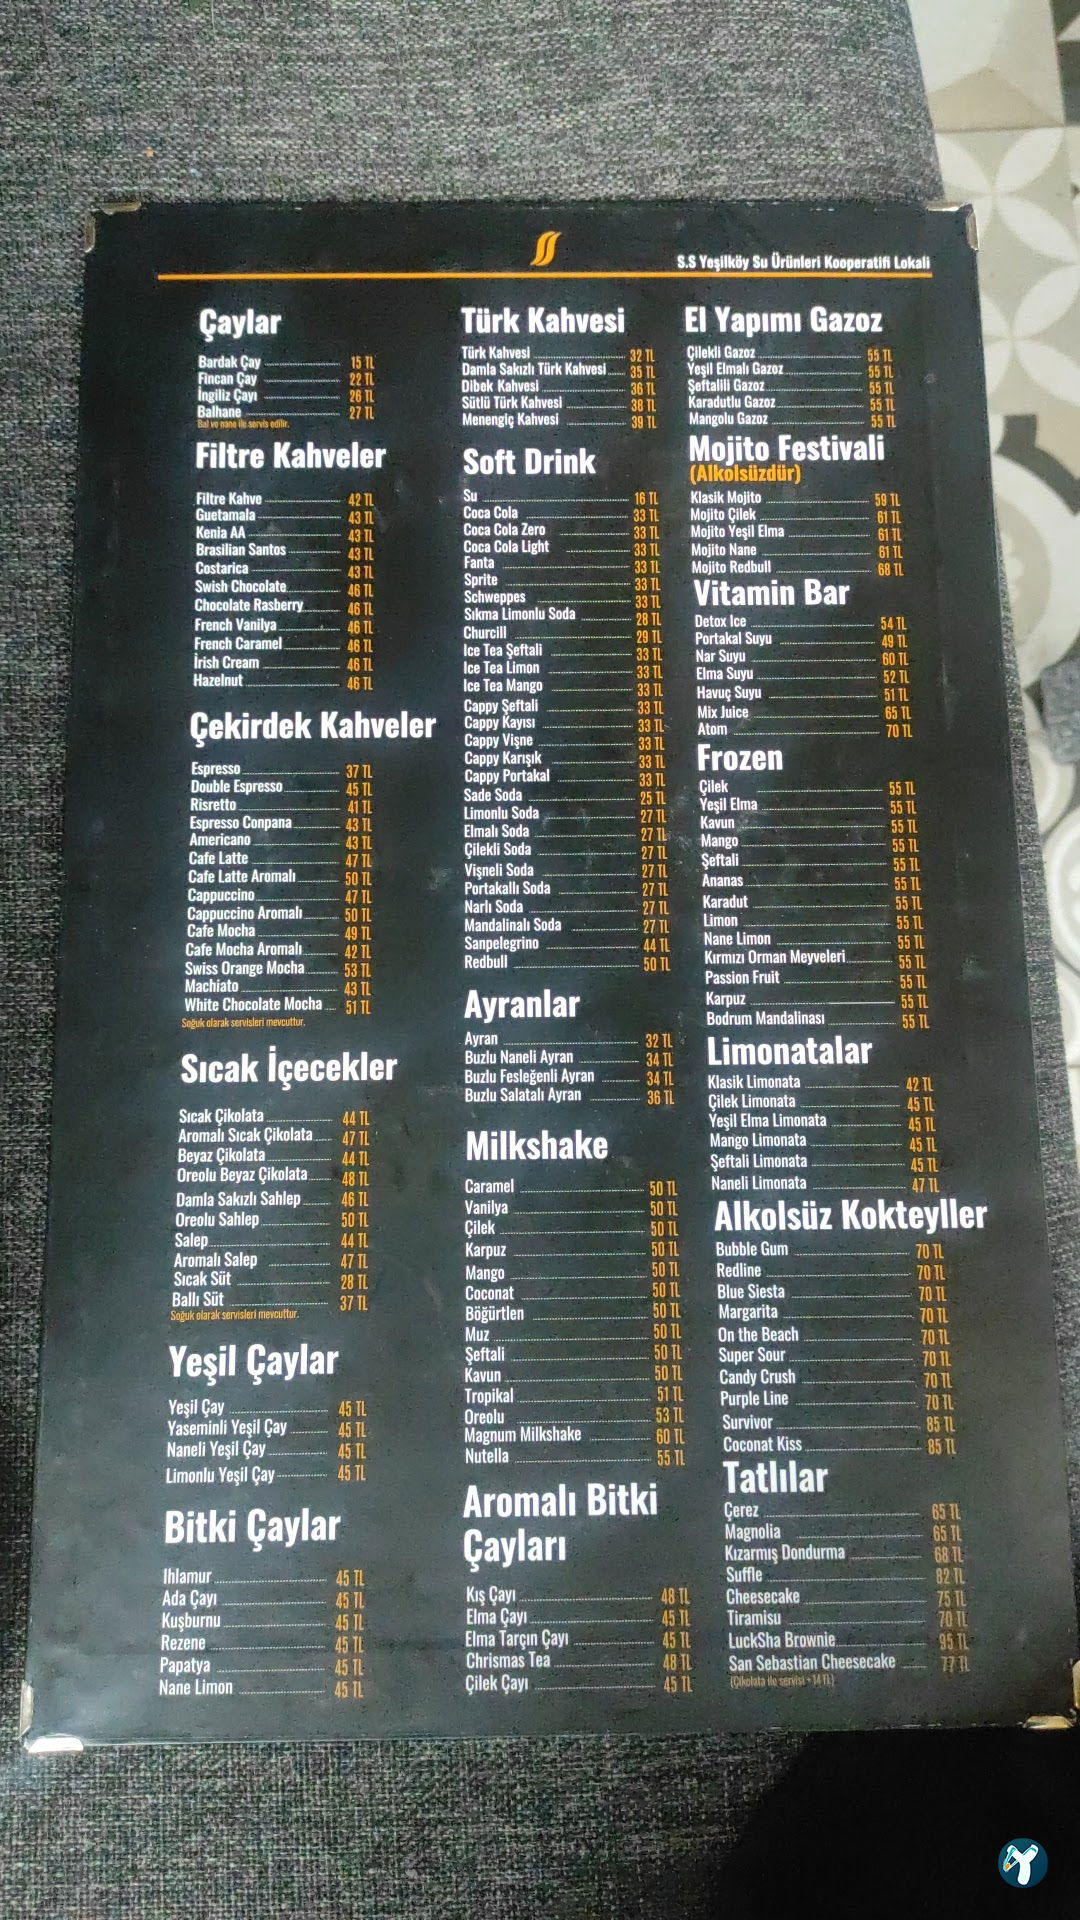 S.S Yeşilköy Su Ürünleri Kooperatifi Lokali
Çaylar
Bardak Çay 15 TL
Fincan Çay 22 TL
İngiliz Çayı 26 TL
Balhane 27 TL
Bal ve nane ile servis edilir.
Filtre Kahveler
Filtre Kahve 42 TL
Guetamala 43 TL
Kenia AA 43 TL
Brasilian Santos 43 TL
Costarica 43 TL
Swish Chocolate 46 TL
Chocolate Rasberry 46 TL
French Vanilya 46 TL
French Caramel 46 TL
İrish Cream 46 TL
Hazelnut 46 TL
Çekirdek Kahveler
Espresso 37 TL
Double Espresso 45 TL
Risretto 41 TL
Espresso Conpana 43 TL
Americano 43 TL
Cafe Latte 47 TL
Cafe Latte Aromalı 50 TL
Cappuccino 47 TL
Cappuccino Aromalı 50 TL
Cafe Mocha 49 TL
Cafe Mocha Aromalı 42 TL
Swiss Orange Mocha 53 TL
Machiato 43 TL
White Chocolate Mocha 51 TL
Soğuk olarak servisleri mevcuttur.
Sıcak İçecekler
Sıcak Çikolata 44 TL
Aromalı Sıcak Çikolata 47 TL
Beyaz Çikolata 44 TL
Oreolu Beyaz Çikolata 48 TL
Damla Sakızlı Sahlep 46 TL
Oreolu Sahlep 50 TL
Salep 44 TL
Aromalı Salep 47 TL
Sıcak Süt 28 TL
Ballı Süt 37 TL
Soğuk olarak servisleri mevcuttur.
Yeşil Çaylar
Yeşil Çay 45 TL
Yaseminli Yeşil Çay 45 TL
Naneli Yeşil Çay 45 TL
Limonlu Yeşil Çay 45 TL
Bitki Çaylar
Ihlamur 45 TL
Ada Çayı 45 TL
Kuşburnu 45 TL
Rezene 45 TL
Papatya 45 TL
Nane Limon 45 TL
Türk Kahvesi
Türk Kahvesi 32 TL
Damla Sakızlı Türk Kahvesi 35 TL
Dibek Kahvesi 36 TL
Sütlü Türk Kahvesi 38 TL
Menengiç Kahvesi 39 TL
Soft Drink
Su 16 TL
Coca Cola 33 TL
Coca Cola Zero 33 TL
Coca Cola Light 33 TL
Fanta 33 TL
Sprite 33 TL
Schweppes 33 TL
Sıkma Limonlu Soda 28 TL
Churcill 29 TL
Ice Tea Şeftali 33 TL
Ice Tea Limon 33 TL
Ice Tea Mango 33 TL
Cappy Şeftali 33 TL
Cappy Kayısı 33 TL
Cappy Vişne 33 TL
Cappy Karışık 33 TL
Cappy Portakal 33 TL
Sade Soda 25 TL
Limonlu Soda 27 TL
Elmalı Soda 27 TL
Çilekli Soda 27 TL
Vişneli Soda 27 TL
Portakallı Soda 27 TL
Narlı Soda 27 TL
Mandalinalı Soda 27 TL
Sanpelegrino 44 TL
Redbull 50 TL
Ayranlar
Ayran 32 TL
Buzlu Naneli Ayran 34 TL
Buzlu Fesleğenli Ayran 34 TL
Buzlu Salatalı Ayran 36 TL
Milkshake
Caramel 50 TL
Vanilya 50 TL
Çilek 50 TL
Karpuz 50 TL
Mango 50 TL
Coconat 50 TL
Böğürtlen 50 TL
Muz 50 TL
Şeftali 50 TL
Kavun 50 TL
Tropikal 51 TL
Oreolu 53 TL
Magnum Milkshake 60 TL
Nutella 55 TL
Aromalı Bitki
Çayları
Kış Çayı 48 TL
Elma Çayı 45 TL
Elma Tarçın Çayı 45 TL
Chrismas Tea 48 TL
Çilek Çayı 45 TL
El Yapımı Gazoz
Çilekli Gazoz 55 TL
Yeşil Elmalı Gazoz 55 TL
Şeftalili Gazoz 55 TL
Karadutlu Gazoz 55 TL
Mangolu Gazoz 55 TL
Mojito Festivali
(Alkolsüzdür)
Klasik Mojito 59 TL
Mojito Çilek 61 TL
Mojito Yeşil Elma 61 TL
Mojito Nane 61 TL
Mojito Redbull 68 TL
Vitamin Bar
Detox Ice 54 TL
Portakal Suyu 49 TL
Nar Suyu 60 TL
Elma Suyu 52 TL
Havuç Suyu 51 TL
Mix Juice 65 TL
Atom 70 TL
Frozen
Çilek 55 TL
Yeşil Elma 55 TL
Kavun 55 TL
Mango 55 TL
Şeftali 55 TL
Ananas 55 TL
Karadut 55 TL
Limon 55 TL
Nane Limon 55 TL
Kırmızı Orman Meyveleri 55 TL
Passion Fruit 55 TL
Karpuz 55 TL
Bodrum Mandalinası 55 TL
Limonatalar
Klasik Limonata 42 TL
Çilek Limonata 45 TL
Yeşil Elma Limonata 45 TL
Mango Limonata 45 TL
Şeftali Limonata 45 TL
Naneli Limonata 47 TL
Alkolsüz Kokteyller
Bubble Gum 70 TL
Redline 70 TL
Blue Siesta 70 TL
Margarita 70 TL
On the Beach 70 TL
Super Sour 70 TL
Candy Crush 70 TL
Purple Line 70 TL
Survivor 85 TL
Coconat Kiss 85 TL
Tatlılar
Çerez 65 TL
Magnolia 65 TL
Kızarmış Dondurma 68 TL
Suffle 82 TL
Cheesecake 75 TL
Tiramisu 70 TL
LuckSha Brownie 95 TL
San Sebastian Cheesecake 77 TL
(Çikolata ile servisi + 14 TL)